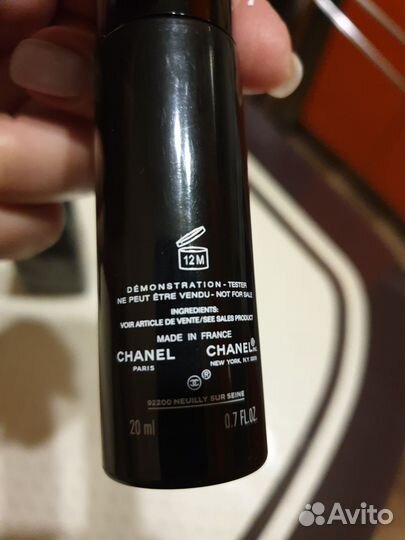 12M
DÉMONSTRATION - TESTER
NE PEUT ÊTRE VENDU - NOT FOR SALE
INGREDIENTS:
VOIR ARTICLE DE VENTE/SEE SALES PRODUCT
MADE IN FRANCE
CHANEL CHANEL®
PARIS NEW YORK, N.Y.
®
92200 NEUILLY SUR SEINE
20 ml 0.7 FL.OZ.
Avito